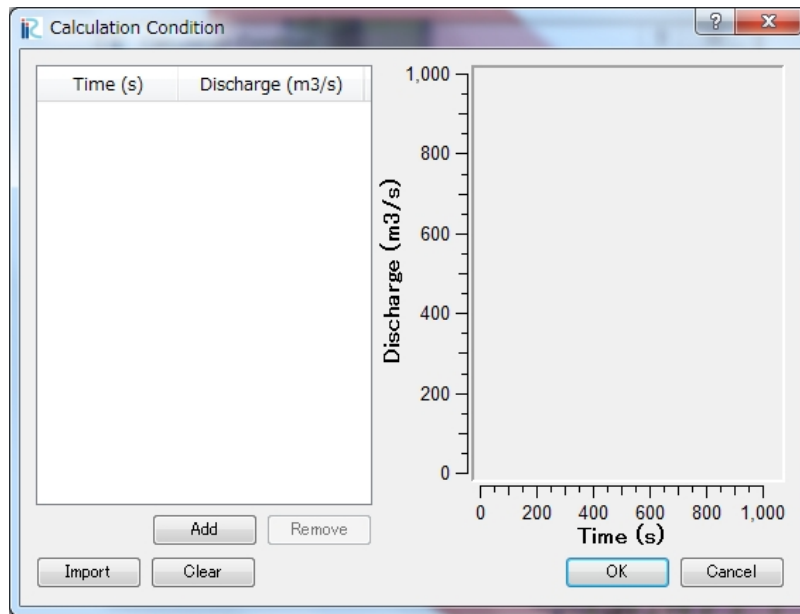 iRIC Calculation Condition
Time (s) Discharge (m3/s)
1,000
800
600
400
200
0
Discharge (m3/s)
0 200 400 600 800 1,000
Time (s)
Add Remove
Import Clear OK Cancel